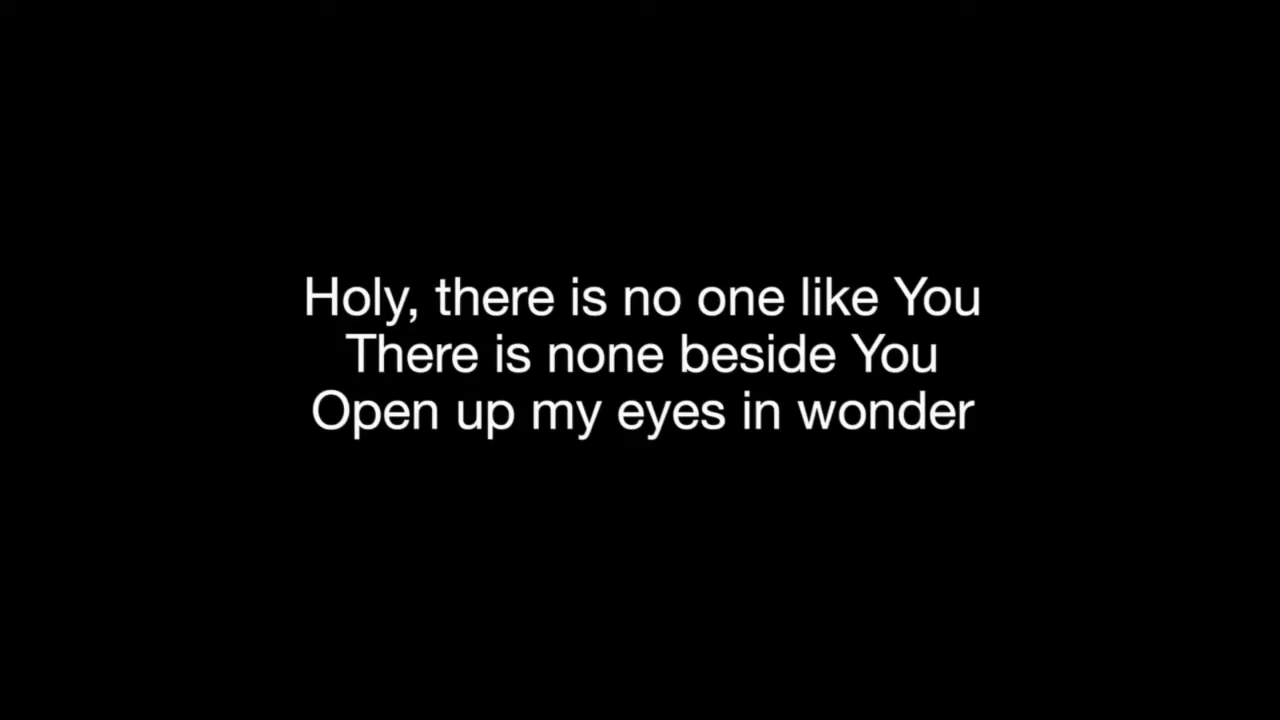 Holy, there is no one like You
There is none beside You
Open up my eyes in wonder